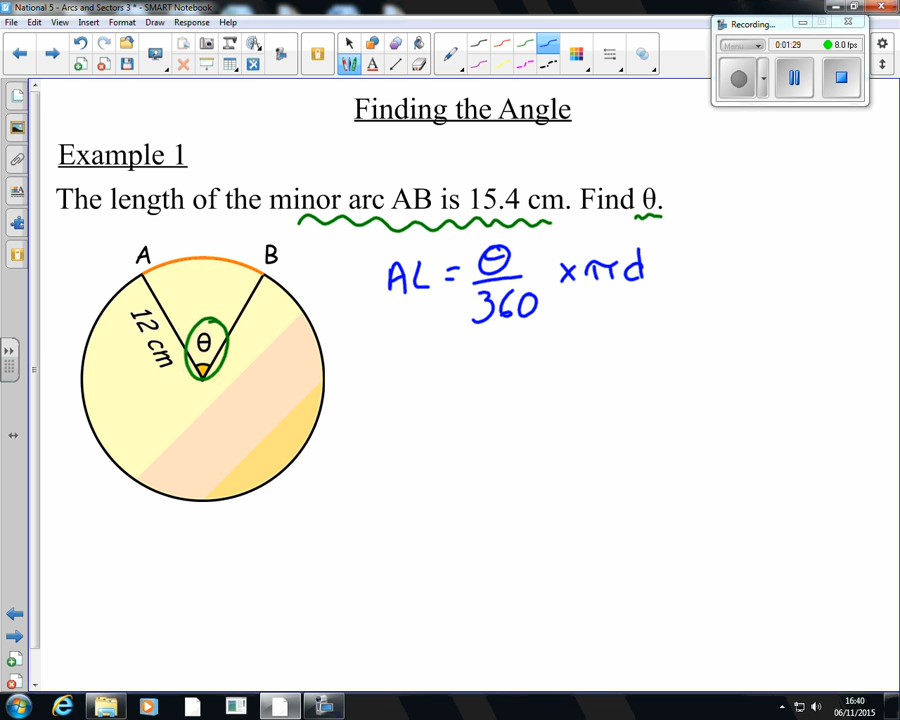 National 5 - Arcs and Sectors 3 * - SMART Notebook
File Edit View Insert Format Draw Response Help
Recording...
Menu
0:01:29
8.0 fps
Finding the Angle
Example 1
The length of the minor arc AB is 15.4 cm. Find θ.
A B
12 cm
θ
AL = θ/360 × πd
16:40
06/11/2015